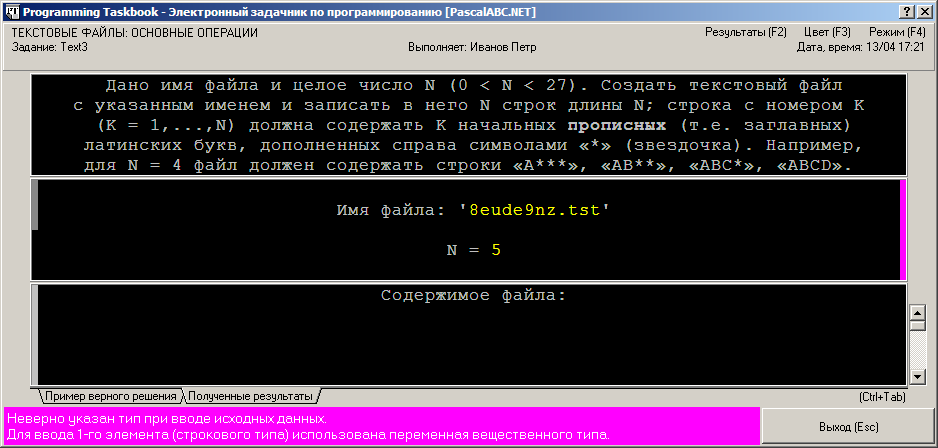 Programming Taskbook - Электронный задачник по программированию [PascalABC.NET]
ТЕКСТОВЫЕ ФАЙЛЫ: ОСНОВНЫЕ ОПЕРАЦИИ
Результаты (F2) Цвет (F3) Режим (F4)
Задание: Text3
Выполняет: Иванов Петр
Дата, время: 13/04 17:21
Дано имя файла и целое число N (0 < N < 27). Создать текстовый файл
с указанным именем и записать в него N строк длины N; строка с номером K
(K = 1,...,N) должна содержать K начальных прописных (т.е. заглавных)
латинских букв, дополненных справа символами «*» (звездочка). Например,
для N = 4 файл должен содержать строки «A***», «AB**», «ABC*», «ABCD».
Имя файла: '8eude9nz.tst'
N = 5
Содержимое файла:
Пример верного решения
Полученные результаты
(Ctrl+Tab)
Неверно указан тип при вводе исходных данных.
Для ввода 1-го элемента (строкового типа) использована переменная вещественного типа.
Выход (Esc)